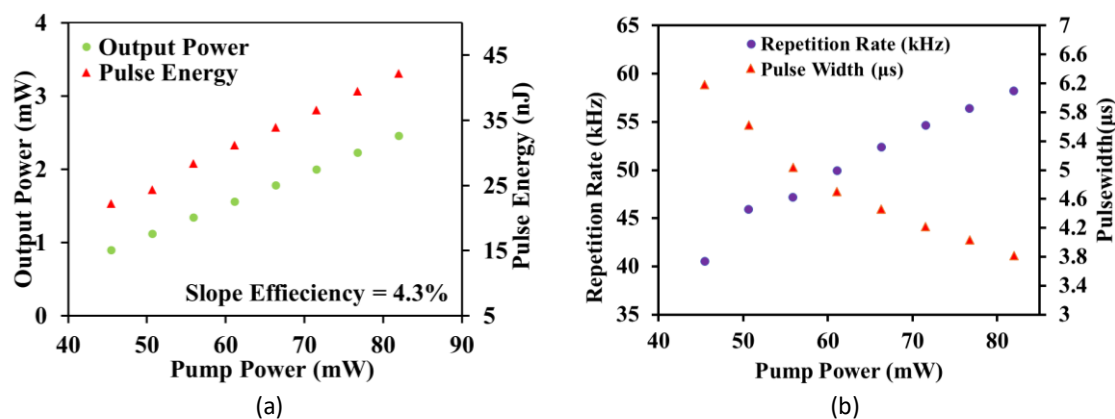 4
3
2
1
0
Output Power (mW)
Output Power
Pulse Energy
45
35
25
15
5
Pulse Energy (nJ)
Slope Effieciency = 4.3%
40 50 60 70 80 90
Pump Power (mW)
(a)
65
60
55
50
45
40
35
Repetition Rate
(kHz)
Repetition Rate (kHz)
Pulse Width (µs)
7
6.6
6.2
5.8
5.4
5
4.6
4.2
3.8
3.4
3
Pulsewidth(µs)
40 50 60 70 80
Pump Power (mW)
(b)